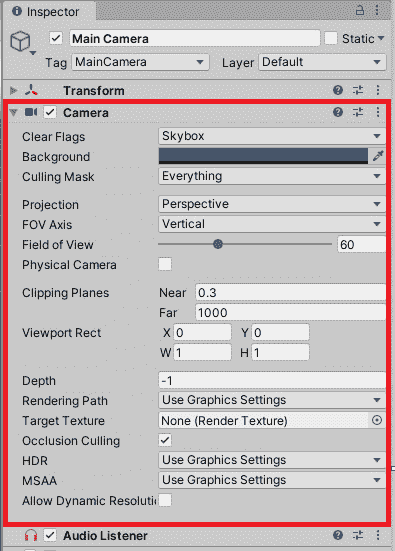 Inspector
Main Camera Static
Tag MainCamera Layer Default
Transform
Camera
Clear Flags Skybox
Background
Culling Mask Everything
Projection Perspective
FOV Axis Vertical
Field of View 60
Physical Camera
Clipping Planes Near 0.3
Far 1000
Viewport Rect X 0 Y 0
W 1 H 1
Depth -1
Rendering Path Use Graphics Settings
Target Texture None (Render Texture)
Occlusion Culling
HDR Use Graphics Settings
MSAA Use Graphics Settings
Allow Dynamic Resolutio
Audio Listener